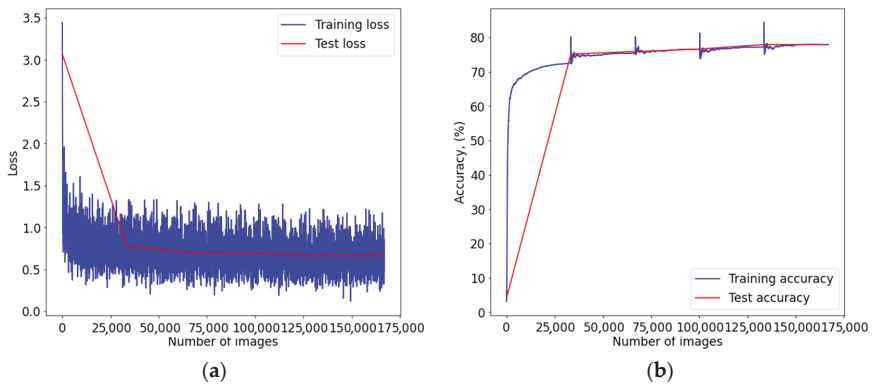 3.5
3.0
2.5
2.0
1.5
1.0
0.5
0.0
Loss
Training loss
Test loss
0 25,000 50,000 75,000 100,000 125,000 150,000 175,000
Number of images
(a)
80
70
60
50
40
30
20
10
0
Accuracy, (%)
Training accuracy
Test accuracy
0 25,000 50,000 75,000 100,000 125,000 150,000 175,000
Number of images
(b)